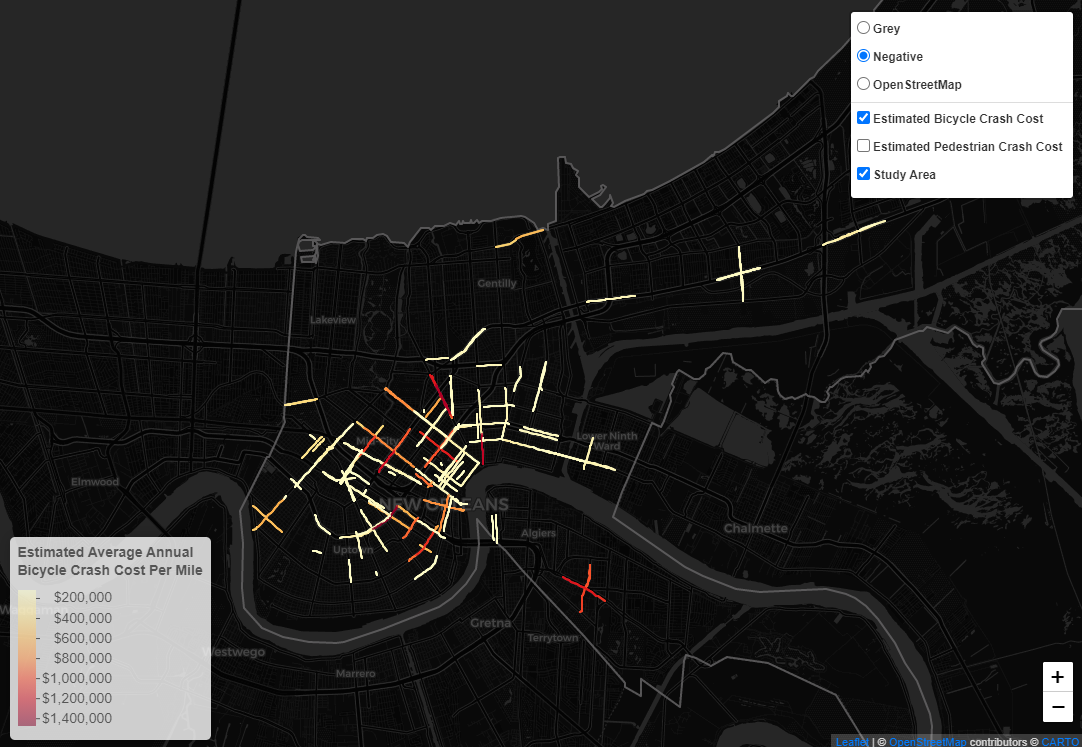 Grey
Negative
OpenStreetMap
Estimated Bicycle Crash Cost
Estimated Pedestrian Crash Cost
Study Area
Gentilly
Lakeview
Mid-City
Lower Ninth
Ward
Elmwood
NEW ORLEANS
Chalmette
Algiers
Uptown
Estimated Average Annual
Bicycle Crash Cost Per Mile
$200,000
$400,000
$600,000
$800,000
$1,000,000
$1,200,000
$1,400,000
Gretna
Terrytown
Westwego
Marrero
+
−
Leaflet | © OpenStreetMap contributors © CARTO